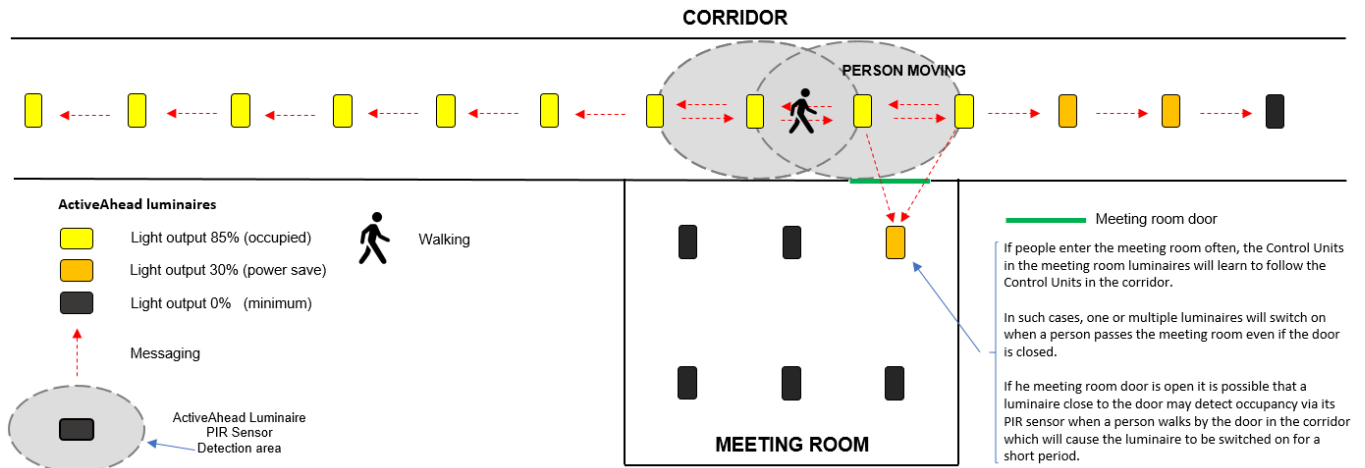 CORRIDOR
PERSON MOVING
ActiveAhead luminaires
Light output 85% (occupied)
Light output 30% (power save)
Light output 0% (minimum)
Walking
Messaging
ActiveAhead Luminaire
PIR Sensor
Detection area
MEETING ROOM
Meeting room door
If people enter the meeting room often, the Control Units
in the meeting room luminaires will learn to follow the
Control Units in the corridor.
In such cases, one or multiple luminaires will switch on
when a person passes the meeting room even if the door
is closed.
If he meeting room door is open it is possible that a
luminaire close to the door may detect occupancy via its
PIR sensor when a person walks by the door in the corridor
which will cause the luminaire to be switched on for a
short period.